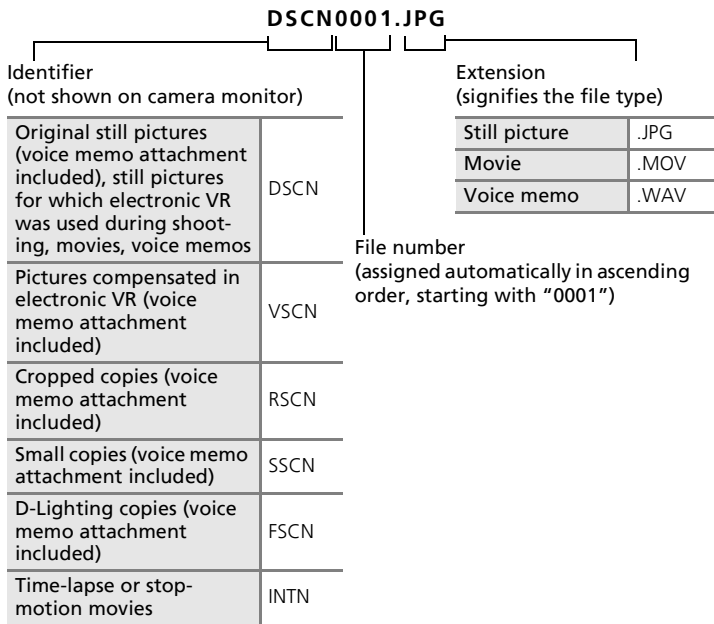 DSCN0001.JPG
Identifier
(not shown on camera monitor)
Original still pictures
(voice memo attachment
included), still pictures
for which electronic VR
was used during shoot-
ing, movies, voice memos
DSCN
Pictures compensated in
electronic VR (voice
memo attachment
included)
VSCN
Cropped copies (voice
memo attachment
included)
RSCN
Small copies (voice memo
attachment included)
SSCN
D-Lighting copies (voice
memo attachment
included)
FSCN
Time-lapse or stop-
motion movies
INTN
Extension
(signifies the file type)
Still picture .JPG
Movie .MOV
Voice memo .WAV
File number
(assigned automatically in ascending
order, starting with "0001")